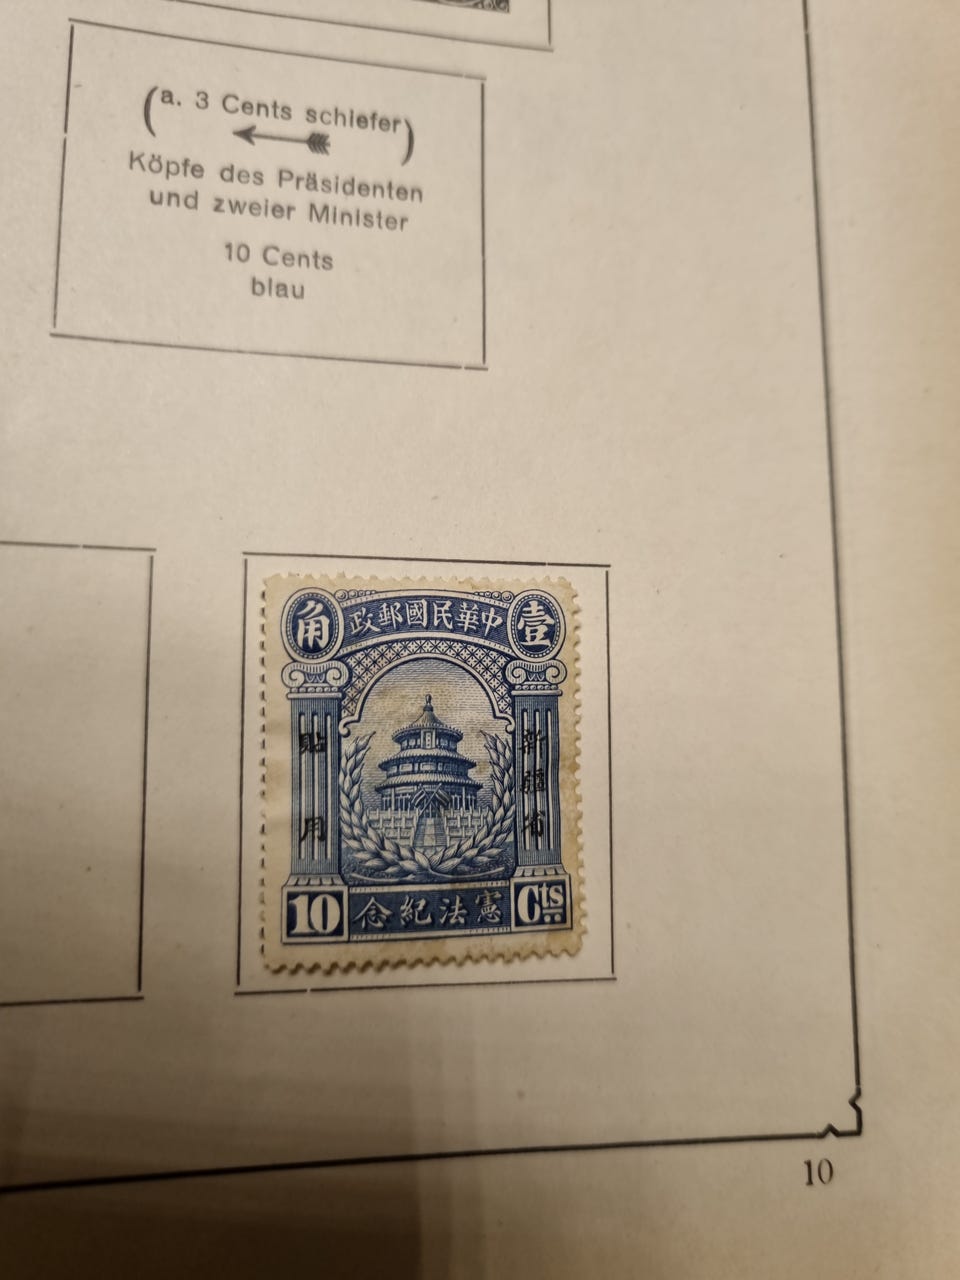 (a. 3 Cents schiefer)
Köpfe des Präsidenten
und zweier Minister
10 Cents
blau
角 政郵國民華中 壹
貼用
新疆省
10 念紀法憲 Cts
10